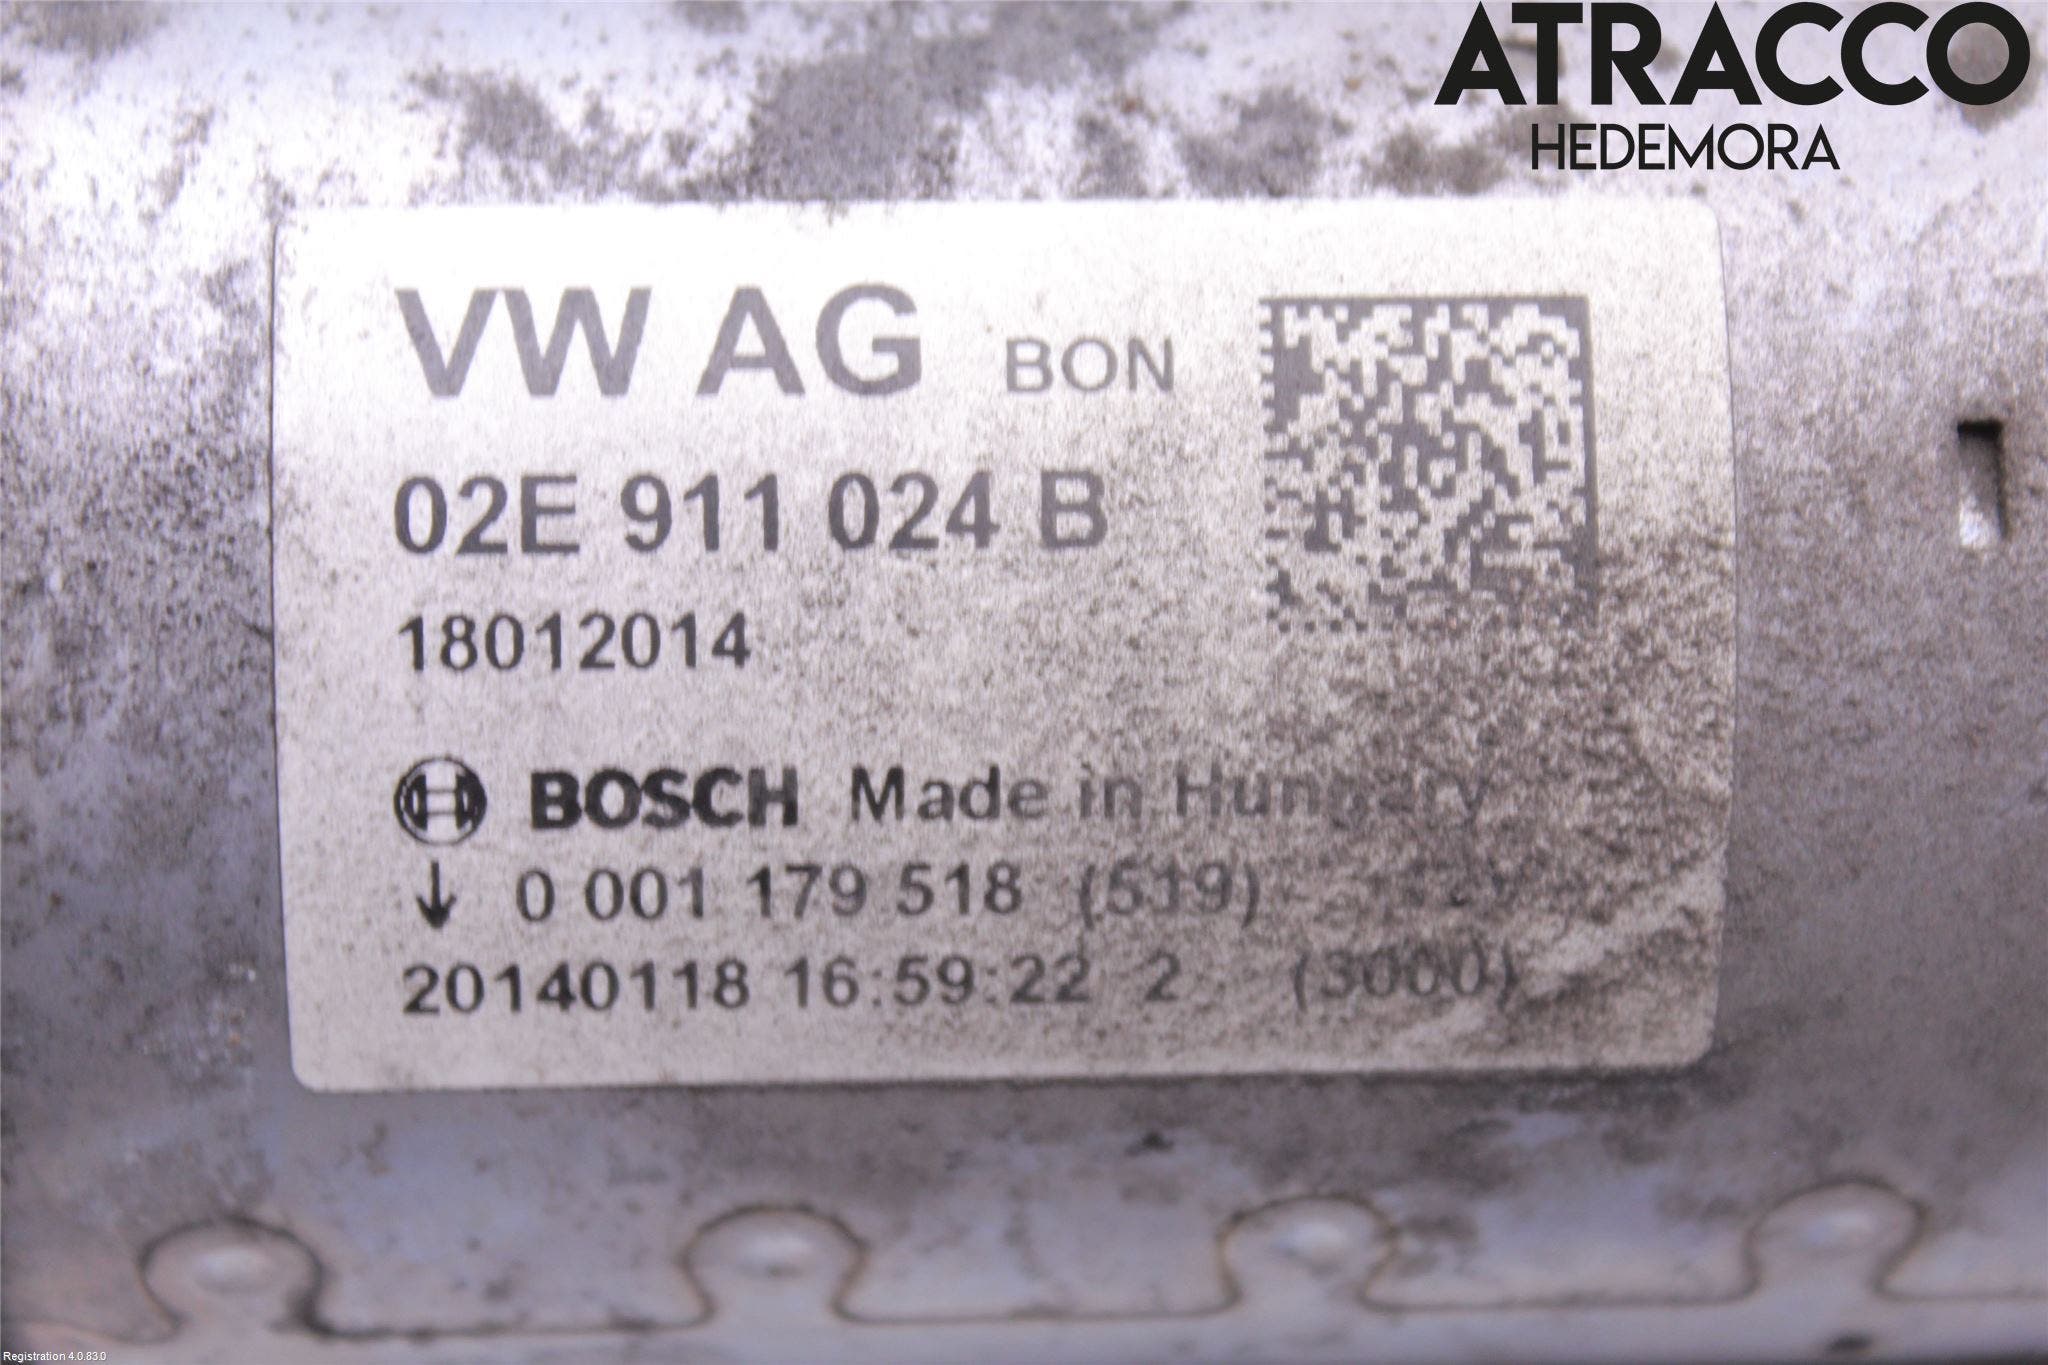 ATRACCO
HEDEMORA
VW AG BON
02E 911 024 B
18012014
BOSCH Made in Hungary
↓ 0 001 179 518 (519)
20140118 16:59:22 2 (3000)
Registration 4.0.83.0